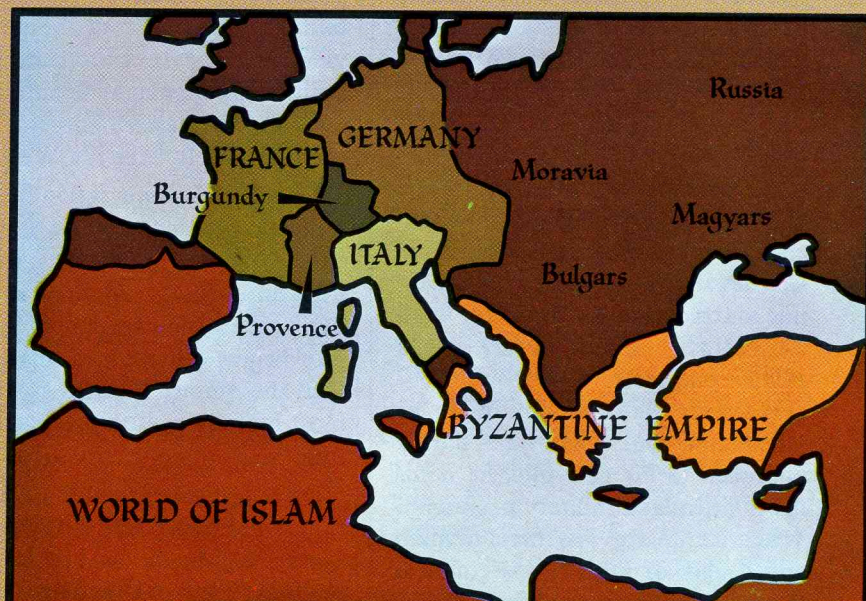 Russia
GERMANY
FRANCE
Moravia
Burgundy
Magyars
ITALY
Bulgars
Provence
BYZANTINE EMPIRE
WORLD OF ISLAM